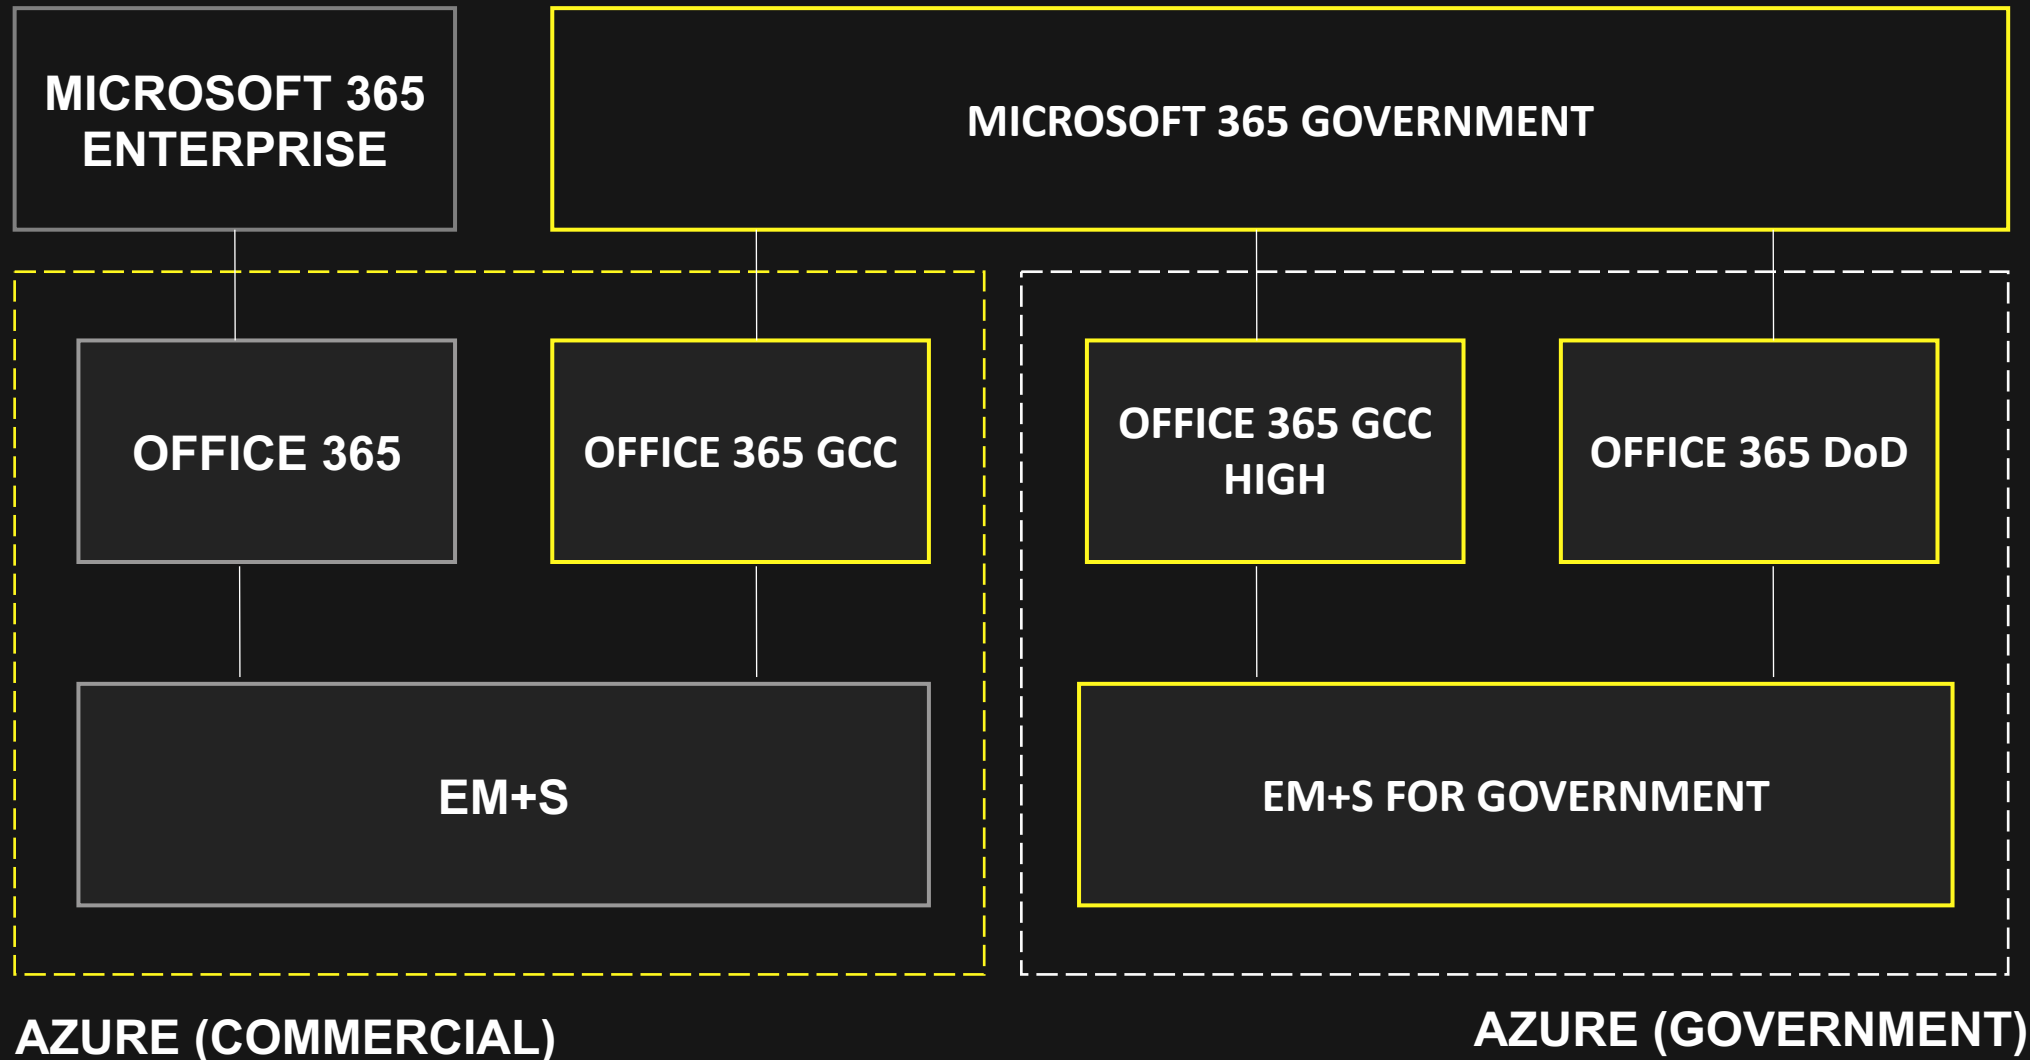 MICROSOFT 365
ENTERPRISE
MICROSOFT 365 GOVERNMENT
OFFICE 365
OFFICE 365 GCC
OFFICE 365 GCC
HIGH
OFFICE 365 DoD
EM+S
EM+S FOR GOVERNMENT
AZURE (COMMERCIAL)
AZURE (GOVERNMENT)